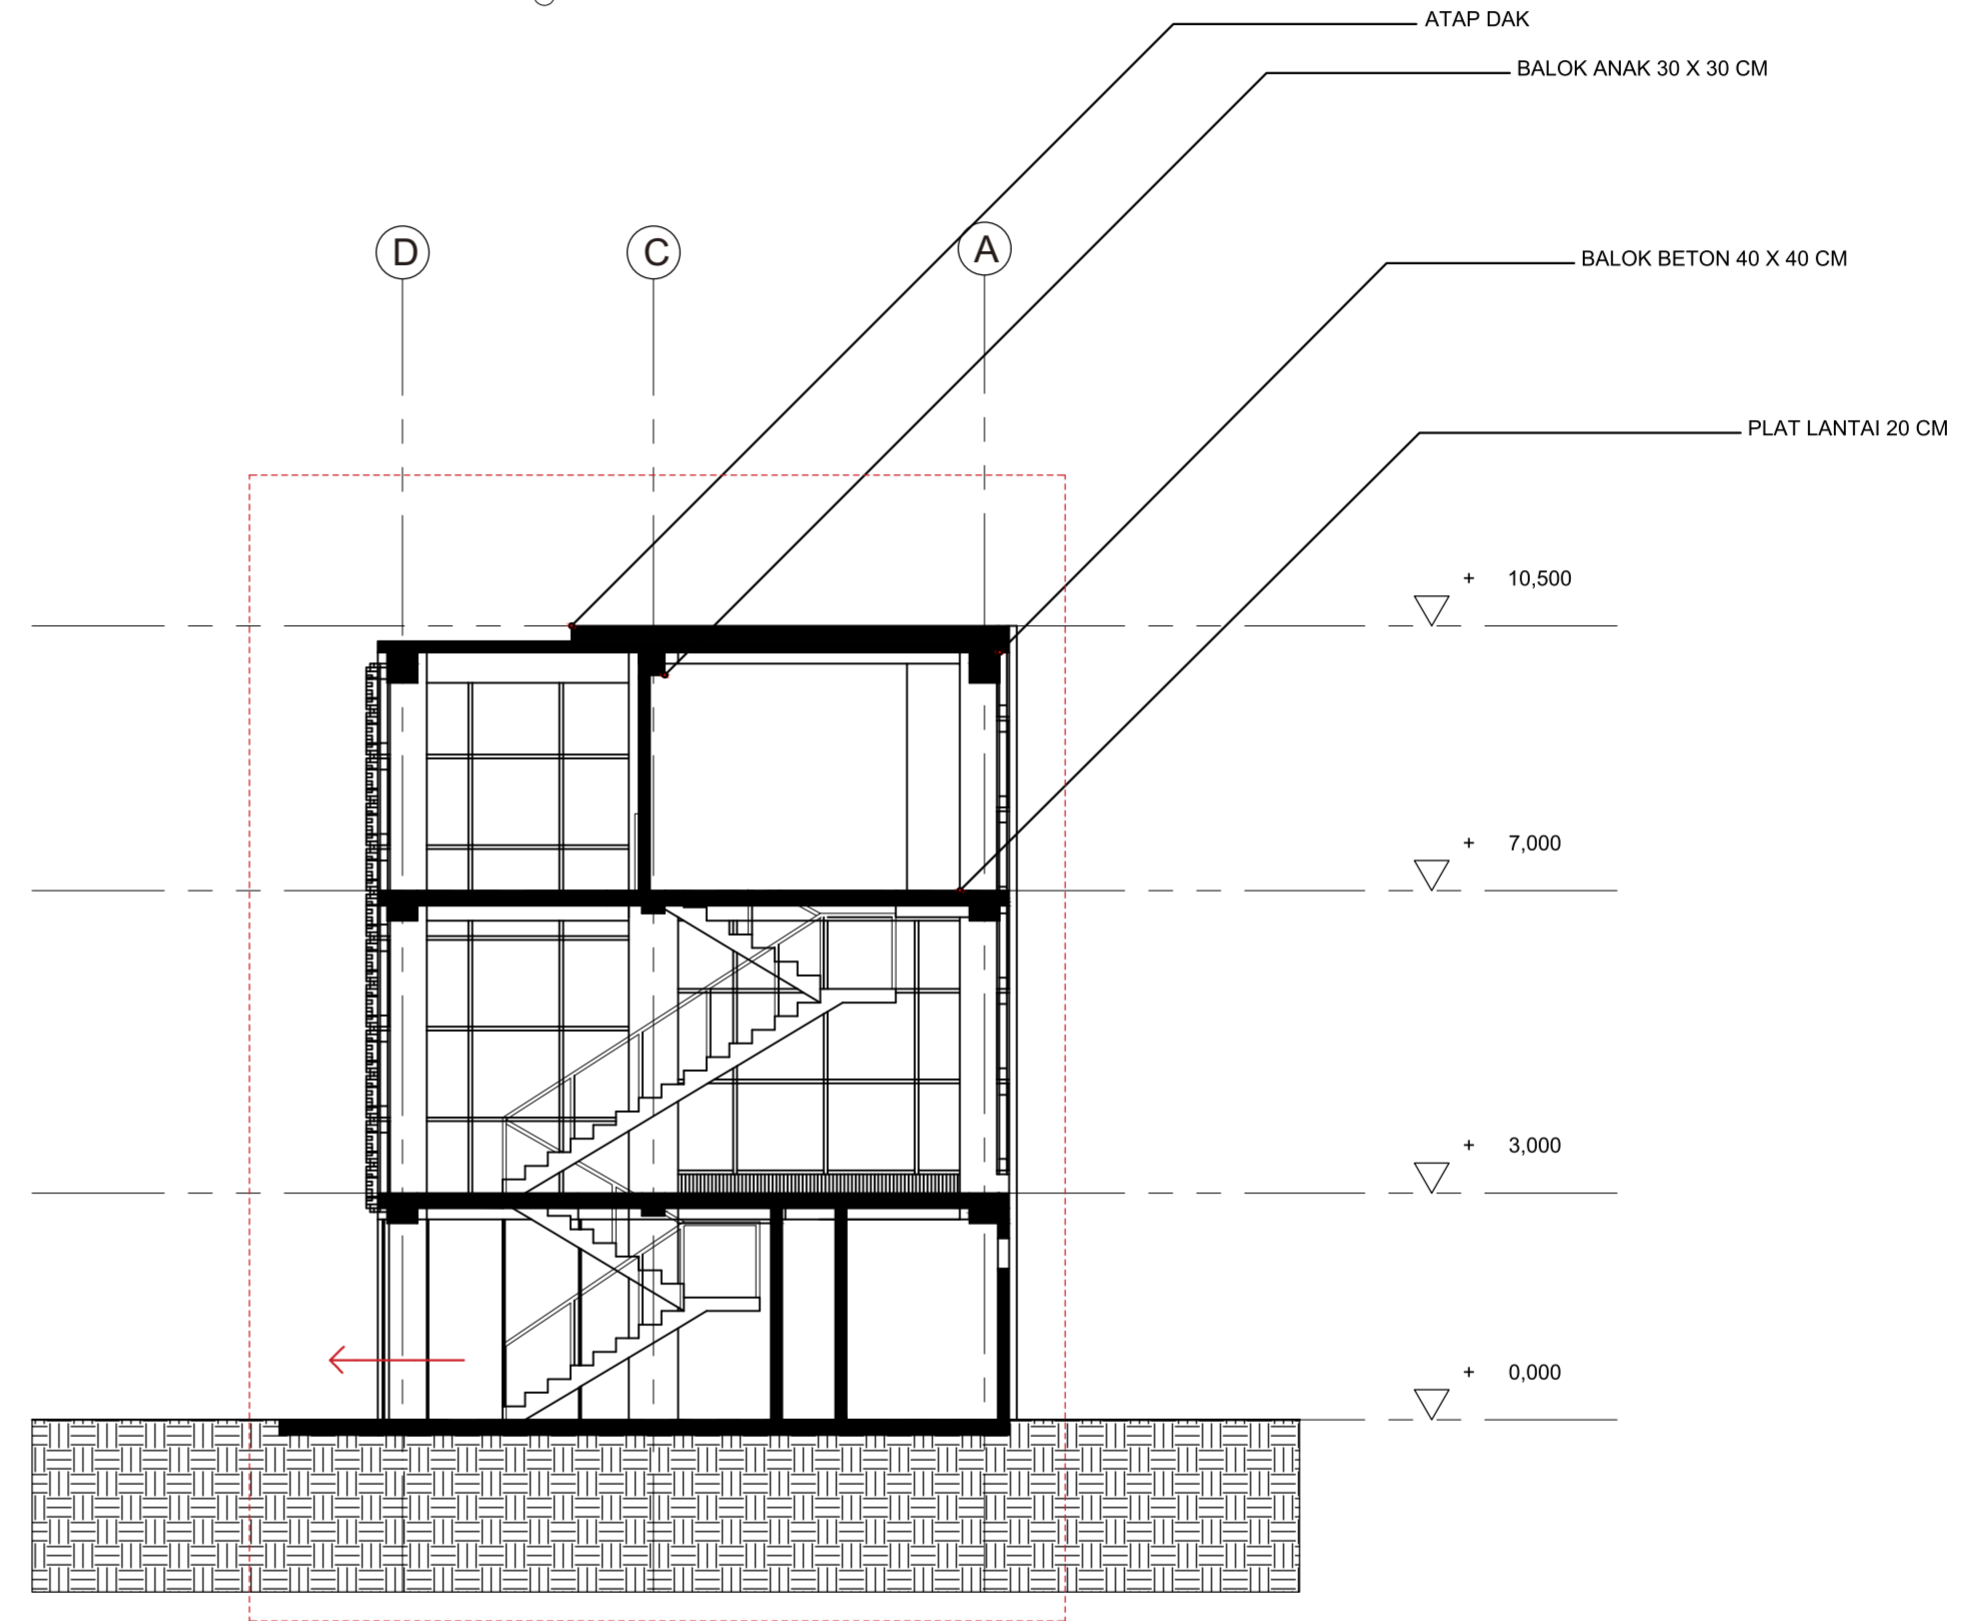 ATAP DAK
BALOK ANAK 30 X 30 CM
D
C
A
BALOK BETON 40 X 40 CM
PLAT LANTAI 20 CM
+ 10,500
+ 7,000
+ 3,000
+ 0,000